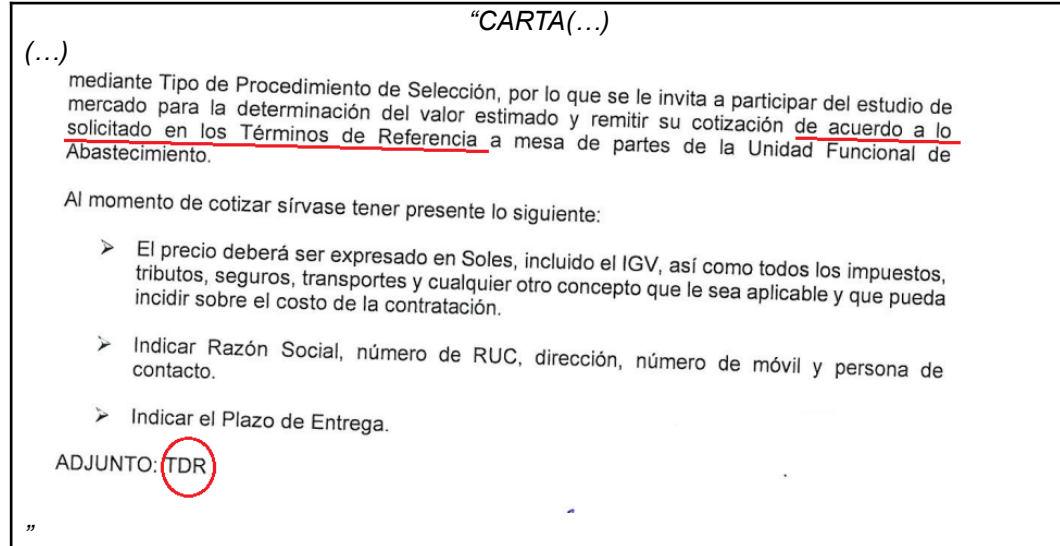 “CARTA(…)
(…)
mediante Tipo de Procedimiento de Selección, por lo que se le invita a participar del estudio de
mercado para la determinación del valor estimado y remitir su cotización de acuerdo a lo
solicitado en los Términos de Referencia a mesa de partes de la Unidad Funcional de
Abastecimiento.
Al momento de cotizar sírvase tener presente lo siguiente:
➢ El precio deberá ser expresado en Soles, incluido el IGV, así como todos los impuestos,
tributos, seguros, transportes y cualquier otro concepto que le sea aplicable y que pueda
incidir sobre el costo de la contratación.
➢ Indicar Razón Social, número de RUC, dirección, número de móvil y persona de
contacto.
➢ Indicar el Plazo de Entrega.
ADJUNTO: TDR
”